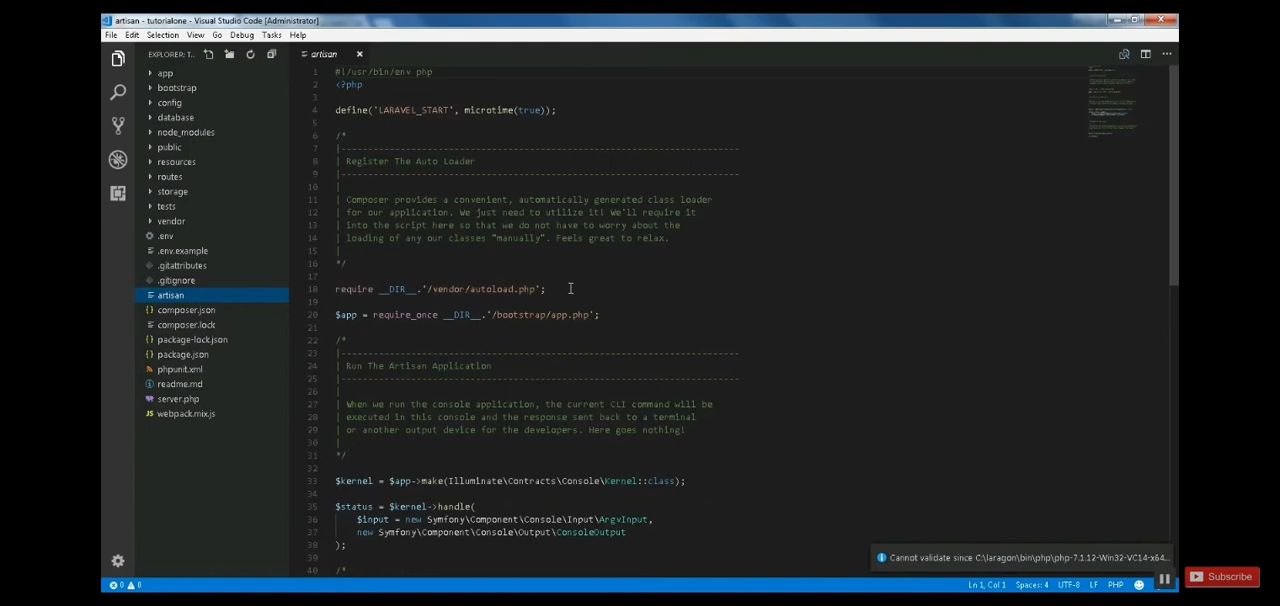 artisan - tutorialone - Visual Studio Code [Administrator]
File Edit Selection View Go Debug Tasks Help
EXPLORER: T...
artisan
app
bootstrap
config
database
node_modules
public
resources
routes
storage
tests
vendor
.env
.env.example
.gitattributes
.gitignore
artisan
composer.json
composer.lock
package-lock.json
package.json
phpunit.xml
readme.md
server.php
webpack.mix.js
1 #!/usr/bin/env php
2 <?php
3
4 define('LARAVEL_START', microtime(true));
5
6 /*
7 |--------------------------------------------------------------------------
8 | Register The Auto Loader
9 |--------------------------------------------------------------------------
10 |
11 | Composer provides a convenient, automatically generated class loader
12 | for our application. We just need to utilize it! We'll require it
13 | into the script here so that we do not have to worry about the
14 | loading of any our classes "manually". Feels great to relax.
15 |
16 */
17
18 require __DIR__.'/vendor/autoload.php';
19
20 $app = require_once __DIR__.'/bootstrap/app.php';
21
22 /*
23 |--------------------------------------------------------------------------
24 | Run The Artisan Application
25 |--------------------------------------------------------------------------
26 |
27 | When we run the console application, the current CLI command will be
28 | executed in this console and the response sent back to a terminal
29 | or another output device for the developers. Here goes nothing!
30 |
31 */
32
33 $kernel = $app->make(Illuminate\Contracts\Console\Kernel::class);
34
35 $status = $kernel->handle(
36 $input = new Symfony\Component\Console\Input\ArgvInput,
37 new Symfony\Component\Console\Output\ConsoleOutput
38 );
39
40 /*
Cannot validate since C:\laragon\bin\php\php-7.1.12-Win32-VC14-x64...
0 0
Ln 1, Col 1 Spaces: 4 UTF-8 LF PHP
Subscribe